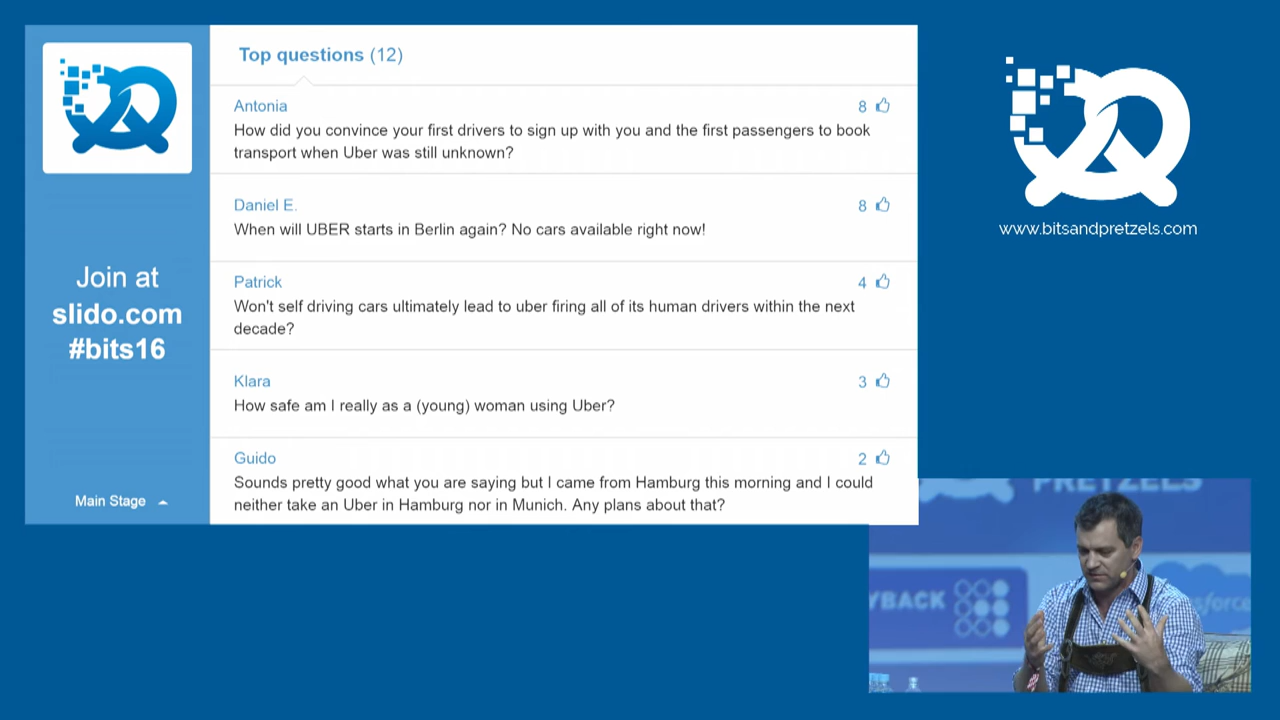 Top questions (12)
Antonia
8
How did you convince your first drivers to sign up with you and the first passengers to book
transport when Uber was still unknown?
Daniel E.
8
When will UBER starts in Berlin again? No cars available right now!
Patrick
4
Won't self driving cars ultimately lead to uber firing all of its human drivers within the next
decade?
Klara
3
How safe am I really as a (young) woman using Uber?
Guido
2
Sounds pretty good what you are saying but I came from Hamburg this morning and I could
neither take an Uber in Hamburg nor in Munich. Any plans about that?
Join at
slido.com
#bits16
Main Stage
www.bitsandpretzels.com
PRETZELS
YBACK
sforce